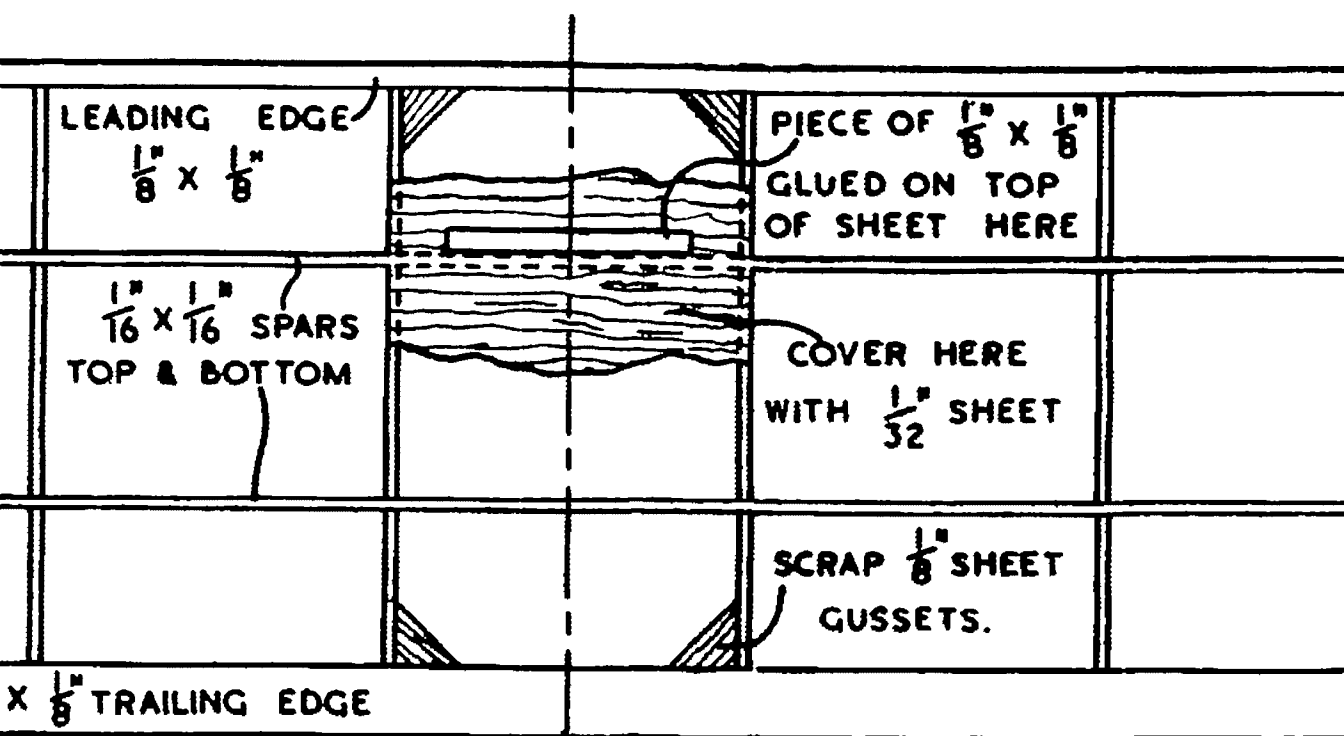 LEADING EDGE
1/8" X 1/8"
PIECE OF 1/8" X 1/8"
GLUED ON TOP
OF SHEET HERE
1/16" X 1/16" SPARS
TOP & BOTTOM
COVER HERE
WITH 1/32" SHEET
SCRAP 1/8" SHEET
GUSSETS.
X 1/8" TRAILING EDGE